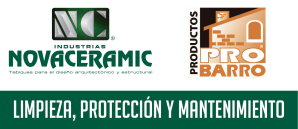 NC
INDUSTRIAS
NOVACERAMIC
Tabiques para el diseño arquitectónico y estructural
PRODUCTOS
PRO
BARRO
LIMPIEZA, PROTECCIÓN Y MANTENIMIENTO